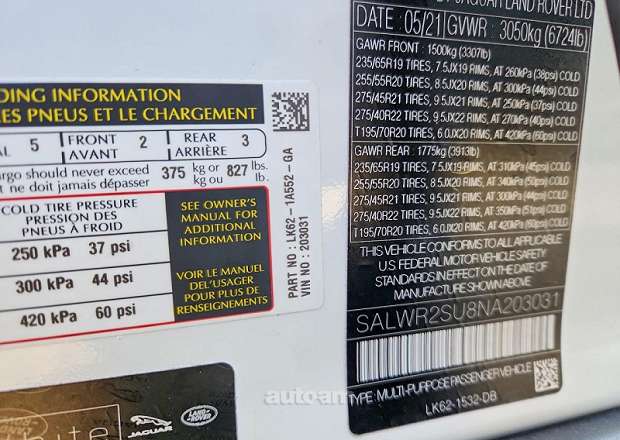 DING INFORMATION
ES PNEUS ET LE CHARGEMENT
AL 5 FRONT AVANT 2 REAR ARRIÈRE 3
argo should never exceed 375 kg or 827 lbs.
t ne doit jamais dépasser kg ou lb.
COLD TIRE PRESSURE
PRESSION DES
PNEUS À FROID
250 kPa 37 psi
300 kPa 44 psi
420 kPa 60 psi
SEE OWNER'S
MANUAL FOR
ADDITIONAL
INFORMATION
VOIR LE MANUEL
DEL'USAGER
POUR PLUS DE
RENSEIGNEMENTS
PART NO: LK62-1A552-GA
VIN NO: 203031
JAGUAR LAND ROVER LTD
DATE: 05/21 GVWR: 3050kg (6724lb)
GAWR FRONT: 1500kg (3307lb)
235/65R19 TIRES, 7.5JX19 RIMS, AT 260kPa (38psi) COLD
255/55R20 TIRES, 8.5JX20 RIMS, AT 300kPa (44psi) COLD
275/45R21 TIRES, 9.5JX21 RIMS, AT 250kPa (37psi) COLD
275/40R22 TIRES, 9.5JX22 RIMS, AT 270kPa (40psi) COLD
T195/70R20 TIRES, 6.0JX20 RIMS, AT 420kPa (60psi) COLD
GAWR REAR: 1775kg (3913lb)
235/65R19 TIRES, 7.5JX19 RIMS, AT 310kPa (45psi) COLD
255/55R20 TIRES, 8.5JX20 RIMS, AT 340kPa (50psi) COLD
275/45R21 TIRES, 9.5JX21 RIMS, AT 300kPa (44psi) COLD
275/40R22 TIRES, 9.5JX22 RIMS, AT 350kPa (51psi) COLD
T195/70R20 TIRES, 6.0JX20 RIMS, AT 420kPa (60psi) COLD
THIS VEHICLE CONFORMS TO ALL APPLICABLE
U.S FEDERAL MOTOR VEHICLE SAFETY
STANDARDS IN EFFECT ON THE DATE OF
MANUFACTURE SHOWN ABOVE
SALWR2SU8NA203031
TYPE: MULTI-PURPOSE PASSENGER VEHICLE
LK62-1532-DB
JAGUAR
LAND ROVER
autoam